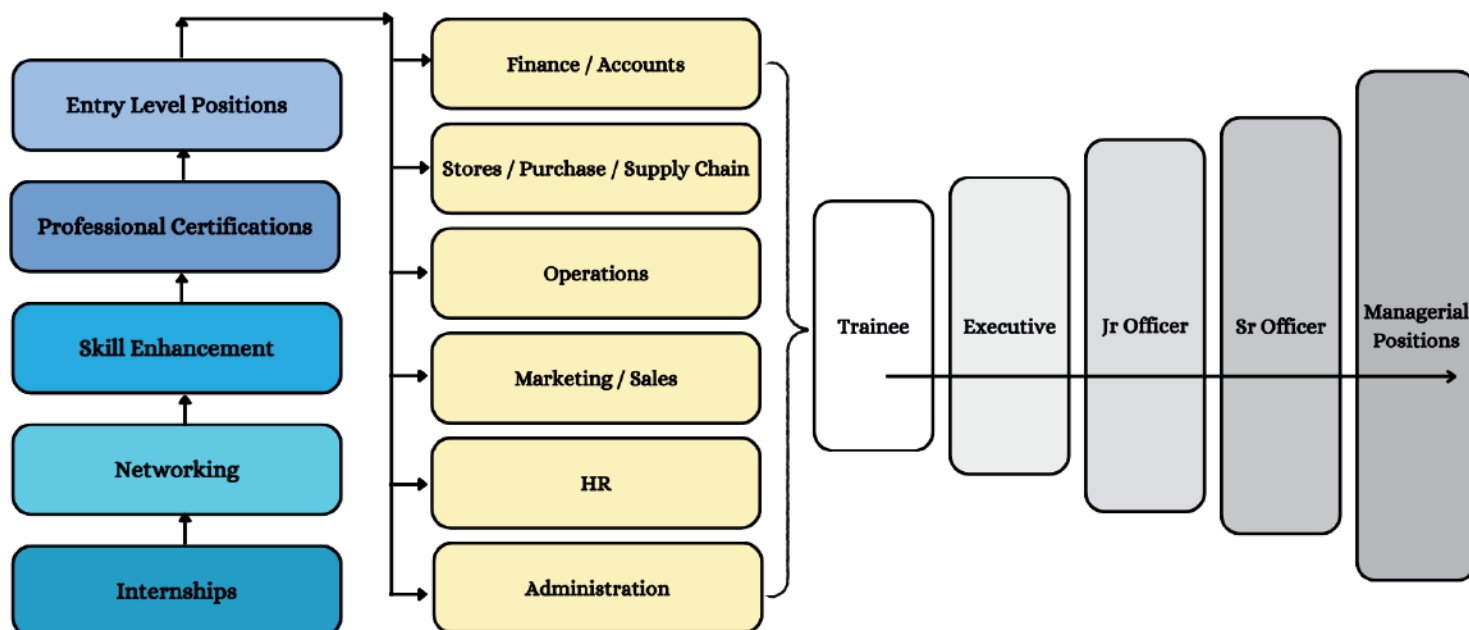 Entry Level Positions
Professional Certifications
Skill Enhancement
Networking
Internships
Finance / Accounts
Stores / Purchase / Supply Chain
Operations
Marketing / Sales
HR
Administration
Trainee
Executive
Jr Officer
Sr Officer
Managerial
Positions